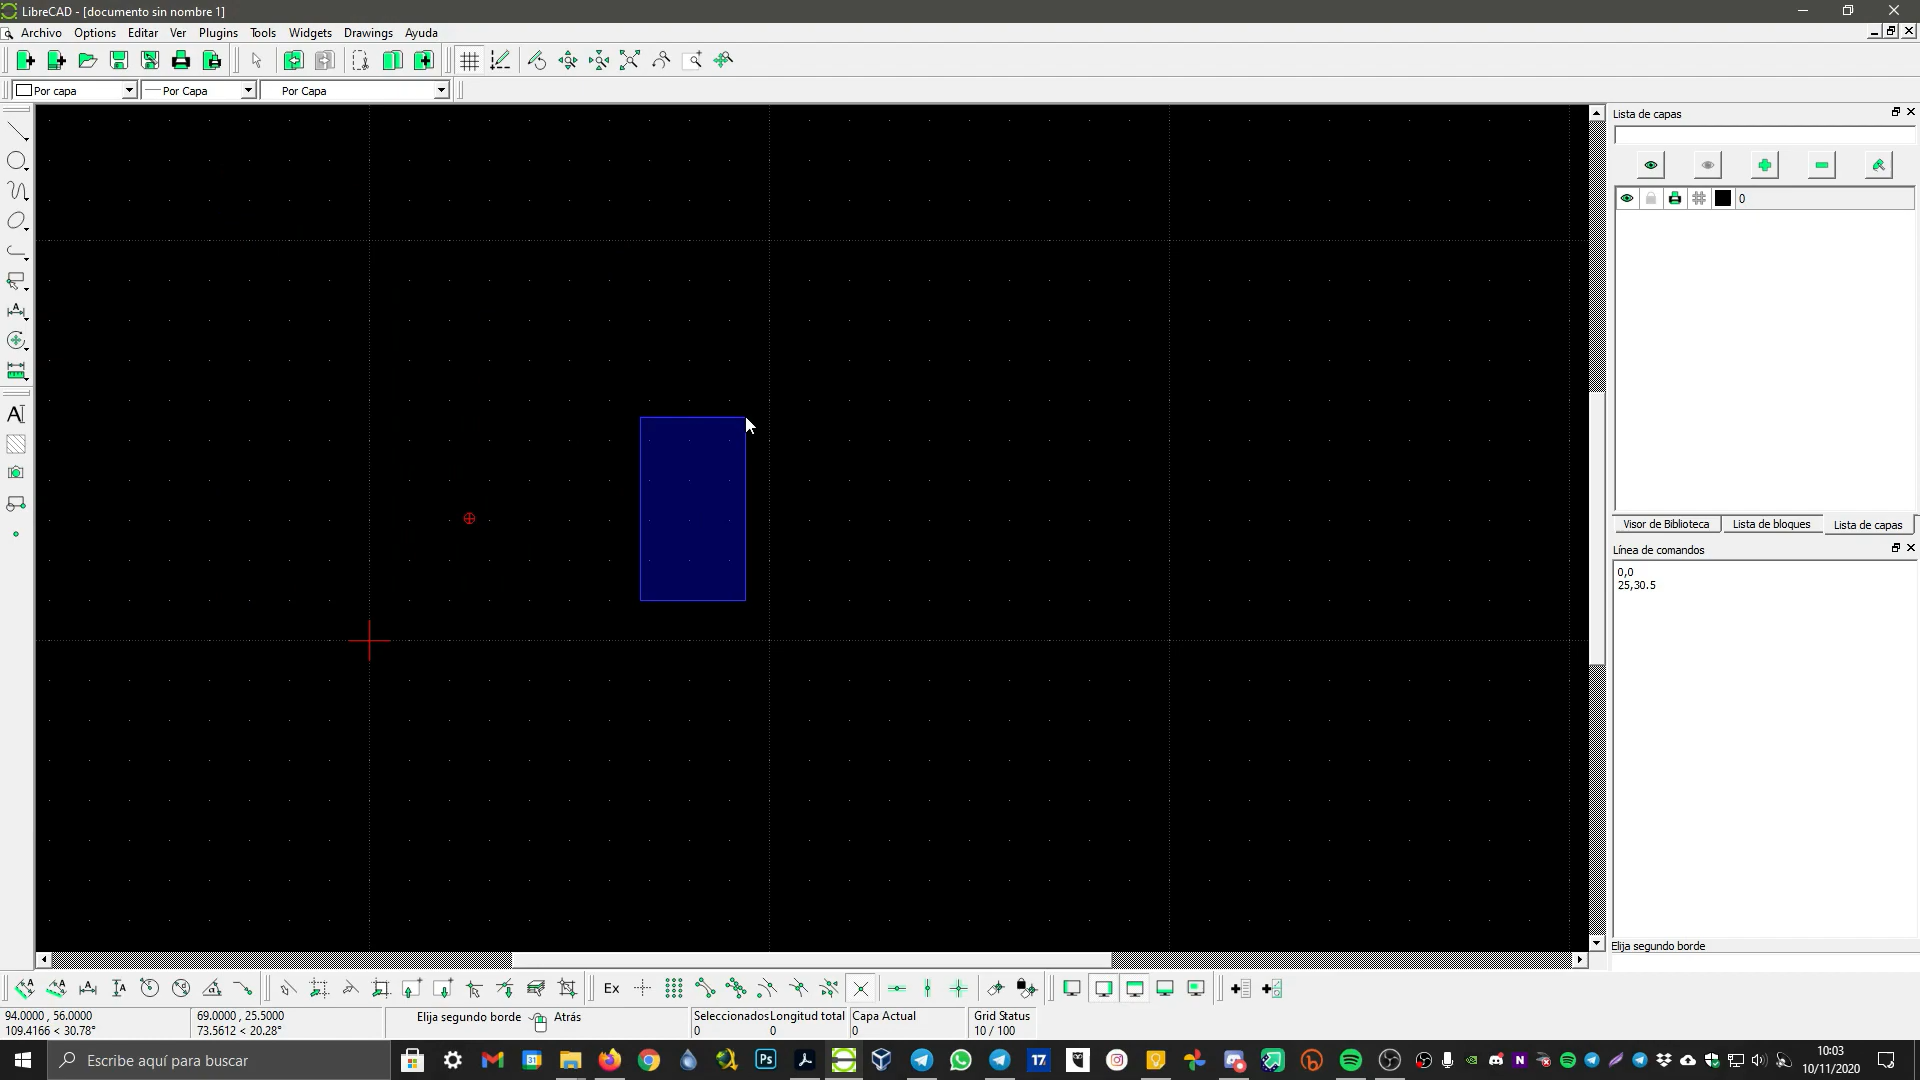 LibreCAD - [documento sin nombre 1]
Archivo Options Editar Ver Plugins Tools Widgets Drawings Ayuda
Por capa Por Capa Por Capa
Lista de capas
0
Visor de Biblioteca Lista de bloques Lista de capas
Línea de comandos
0,0
25,30.5
Elija segundo borde
Ex
94.0000 , 56.0000
109.4166 < 30.78°
69.0000 , 25.5000
73.5612 < 20.28°
Elija segundo borde Atrás
Seleccionados Longitud total
0 0
Capa Actual
0
Grid Status
10 / 100
Escribe aquí para buscar
31
Ps
17
N
10:03
10/11/2020